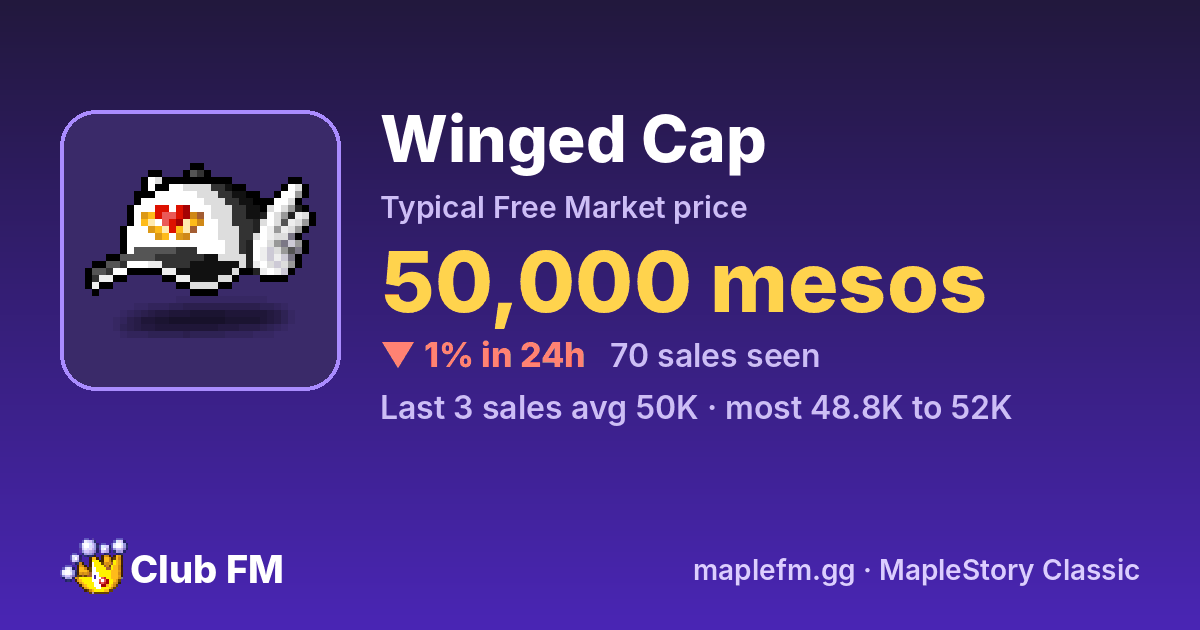 Winged Cap
Typical Free Market price
50,000 mesos
▼ 1% in 24h 70 sales seen
Last 3 sales avg 50K · most 48.8K to 52K
Club FM
maplefm.gg · MapleStory Classic